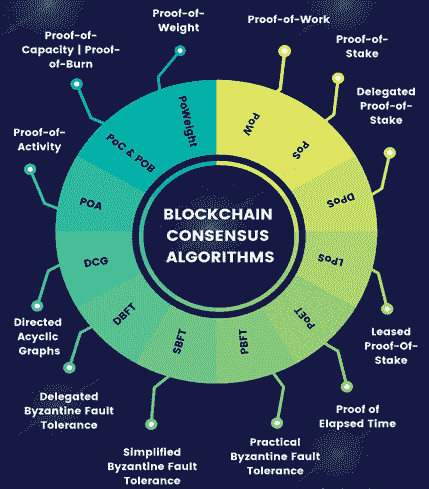 Proof-of-
Weight
Proof-of-Work
Proof-of-
Capacity | Proof-
of-Burn
Proof-of-
Stake
Delegated
Proof-of-
Stake
Proof-of-
Activity
PoWeight
PoW
PoC & POB
PoS
POA
DPoS
BLOCKCHAIN
CONSENSUS
ALGORITHMS
DCG
LPoS
DBFT
PoET
SBFT
PBFT
Directed
Acyclic
Graphs
Leased
Proof-Of-
Stake
Delegated
Byzantine Fault
Tolerance
Proof of
Elapsed Time
Simplified
Byzantine Fault
Tolerance
Practical
Byzantine Fault
Tolerance